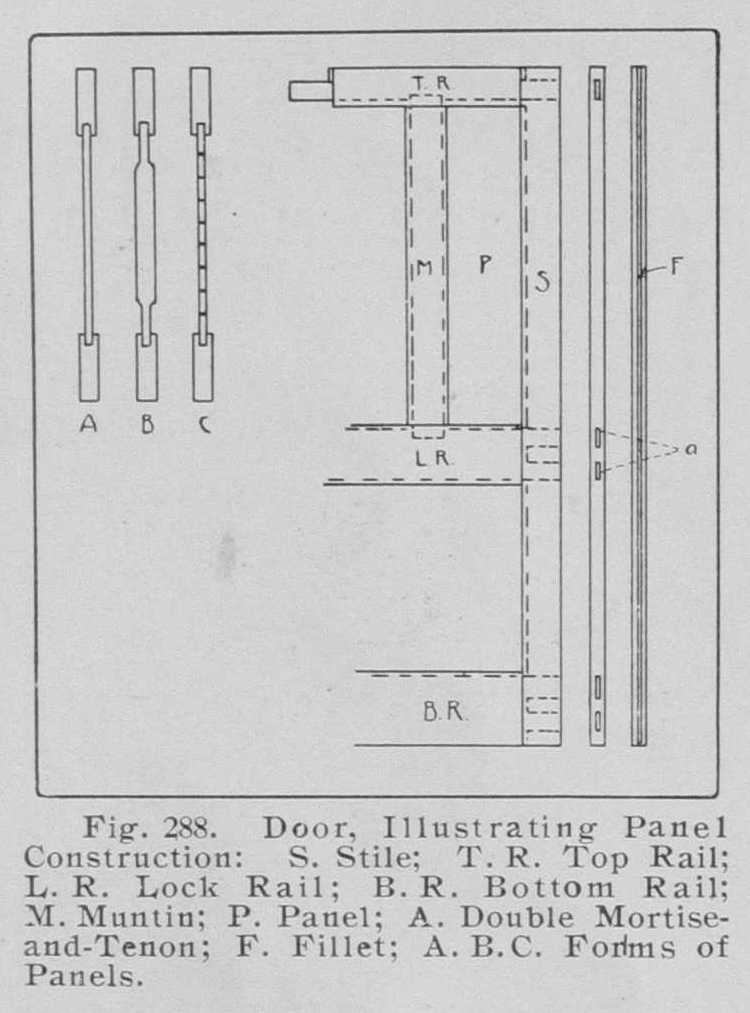 T. R.
M
P
S
F
A
B
C
a
L. R.
B. R.
Fig. 288. Door, Illustrating Panel
Construction: S. Stile; T. R. Top Rail;
L. R. Lock Rail; B. R. Bottom Rail;
M. Muntin; P. Panel; A. Double Mortise-
and-Tenon; F. Fillet; A. B. C. Forms of
Panels.